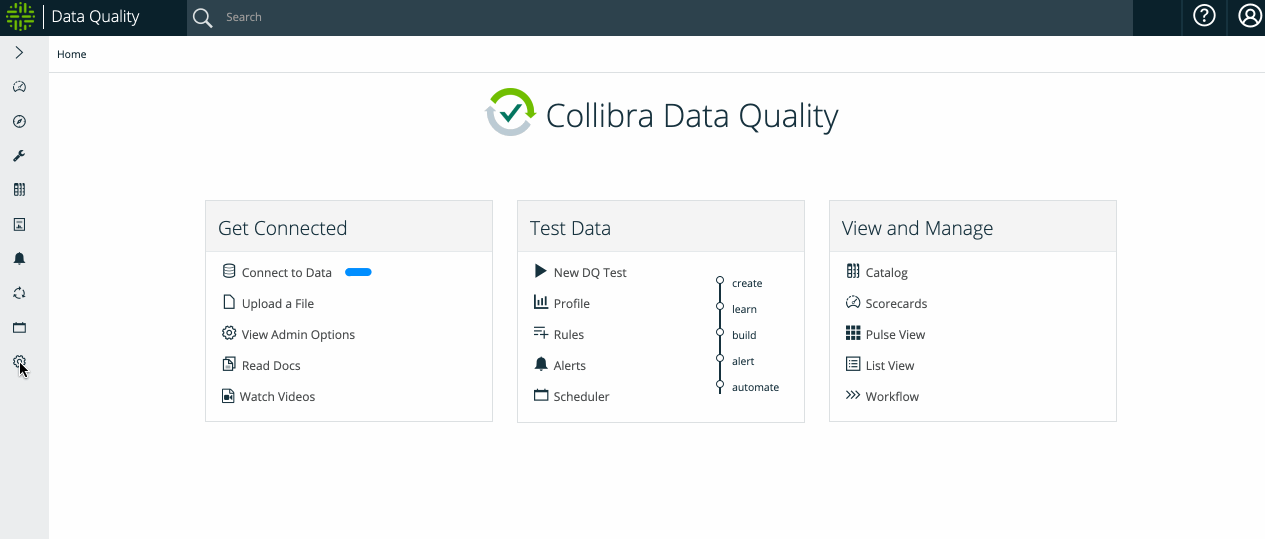 Data Quality
Search
Home
Collibra Data Quality
Get Connected
Connect to Data
Upload a File
View Admin Options
Read Docs
Watch Videos
Test Data
New DQ Test
Profile
Rules
Alerts
Scheduler
create
learn
build
alert
automate
View and Manage
Catalog
Scorecards
Pulse View
List View
Workflow